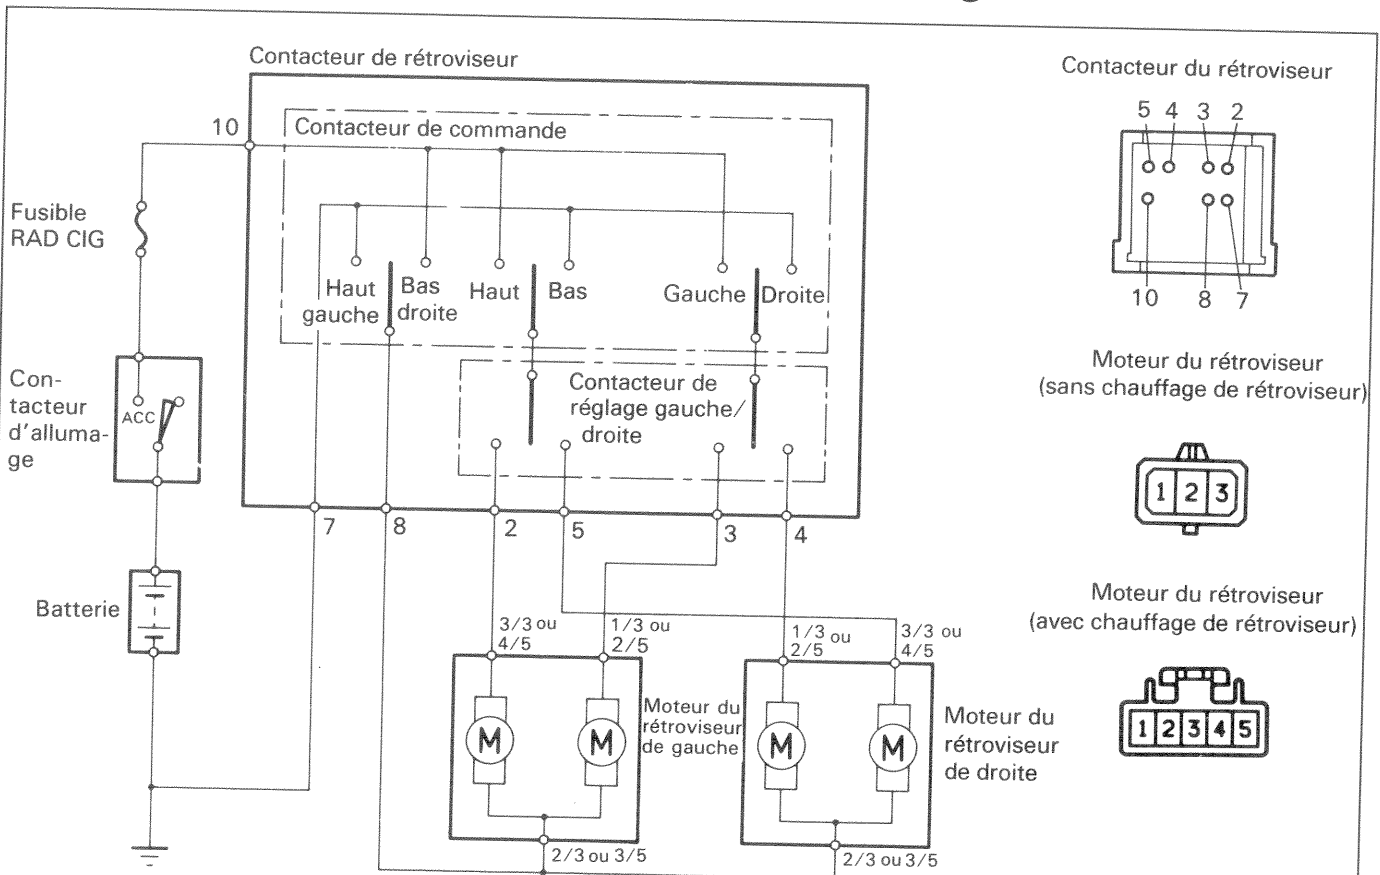 Contacteur de rétroviseur
Contacteur de commande
10
Fusible
RAD CIG
Haut
gauche
Bas
droite
Haut
Bas
Gauche
Droite
Contacteur de
réglage gauche/
droite
Con-
tacteur
d'alluma-
ge
ACC
7
8
2
5
3
4
Batterie
3/3 ou
4/5
1/3 ou
2/5
1/3 ou
2/5
3/3 ou
4/5
M
M
Moteur du
rétroviseur
de gauche
M
M
Moteur du
rétroviseur
de droite
2/3 ou 3/5
2/3 ou 3/5
Contacteur du rétroviseur
5 4 3 2
10 8 7
Moteur du rétroviseur
(sans chauffage de rétroviseur)
1 2 3
Moteur du rétroviseur
(avec chauffage de rétroviseur)
1 2 3 4 5